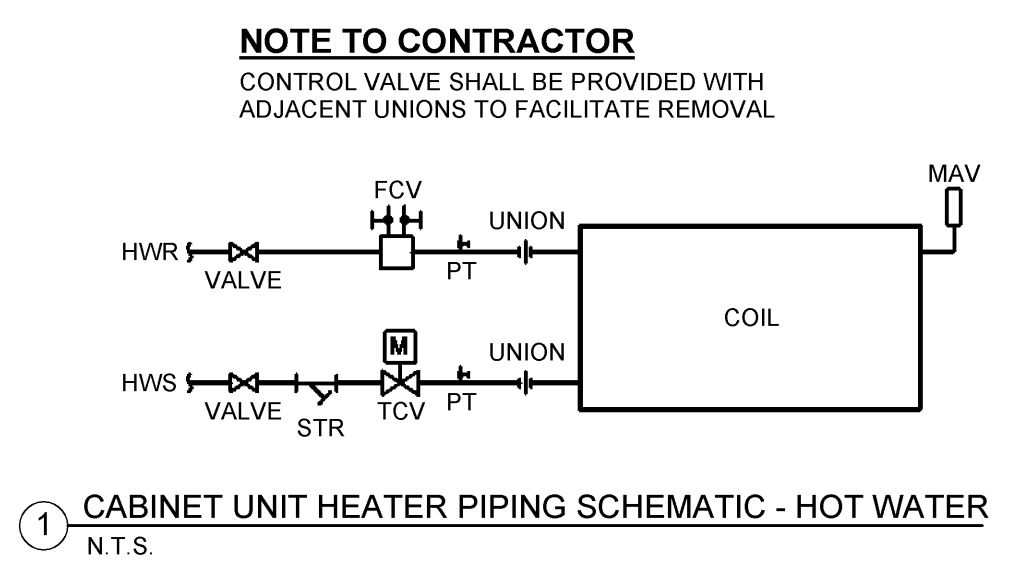 NOTE TO CONTRACTOR
CONTROL VALVE SHALL BE PROVIDED WITH
ADJACENT UNIONS TO FACILITATE REMOVAL
MAV
FCV
UNION
HWR
VALVE
PT
COIL
M
UNION
HWS
VALVE
STR
TCV
PT
1
CABINET UNIT HEATER PIPING SCHEMATIC - HOT WATER
N.T.S.